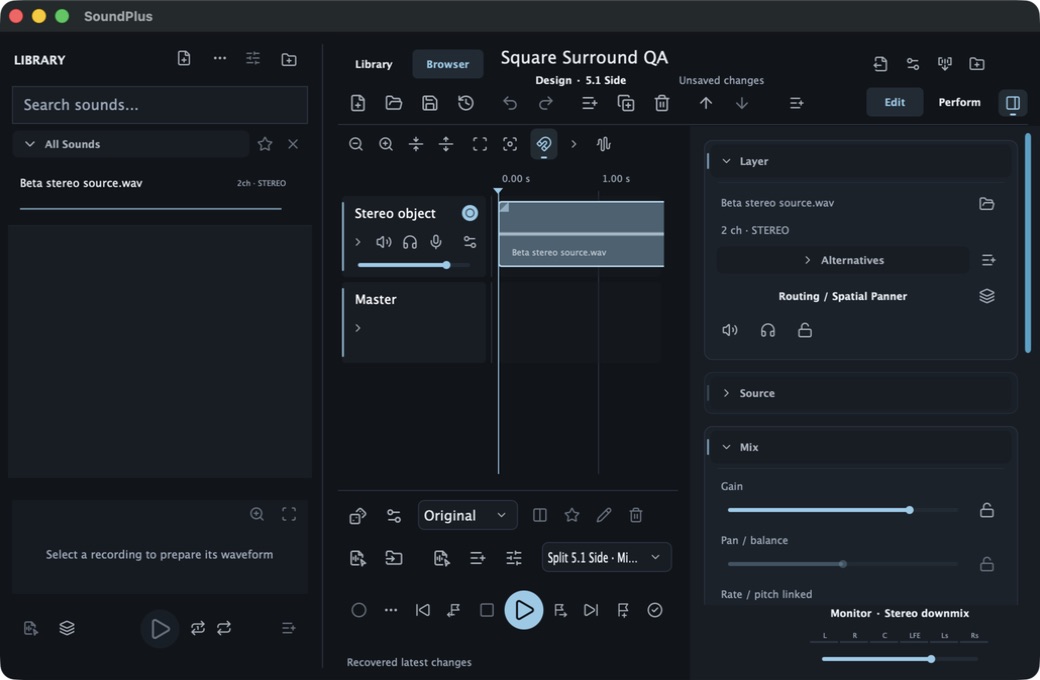 SoundPlus
LIBRARY
Search sounds...
All Sounds
Beta stereo source.wav
2ch · STEREO
Select a recording to prepare its waveform
Library
Browser
Square Surround QA
Design · 5.1 Side
Unsaved changes
Edit
Perform
0.00 s
1.00 s
Stereo object
Beta stereo source.wav
Master
Original
Split 5.1 Side · Mi...
Recovered latest changes
Layer
Beta stereo source.wav
2 ch · STEREO
Alternatives
Routing / Spatial Panner
Source
Mix
Gain
Pan / balance
Rate / pitch linked
Monitor · Stereo downmix
L R C LFE Ls Rs